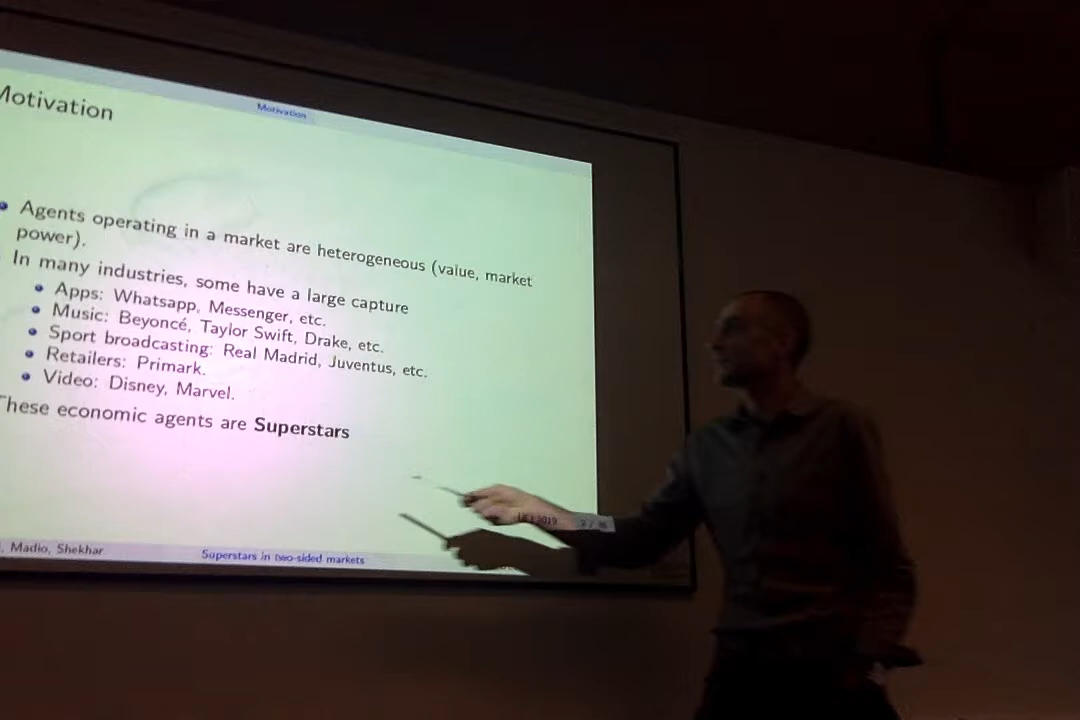 Motivation
Motivation
Agents operating in a market are heterogeneous (value, market
power).
In many industries, some have a large capture
Apps: Whatsapp, Messenger, etc.
Music: Beyoncé, Taylor Swift, Drake, etc.
Sport broadcasting: Real Madrid, Juventus, etc.
Retailers: Primark.
Video: Disney, Marvel.
These economic agents are Superstars
, Madio, Shekhar
Superstars in two-sided markets
2019